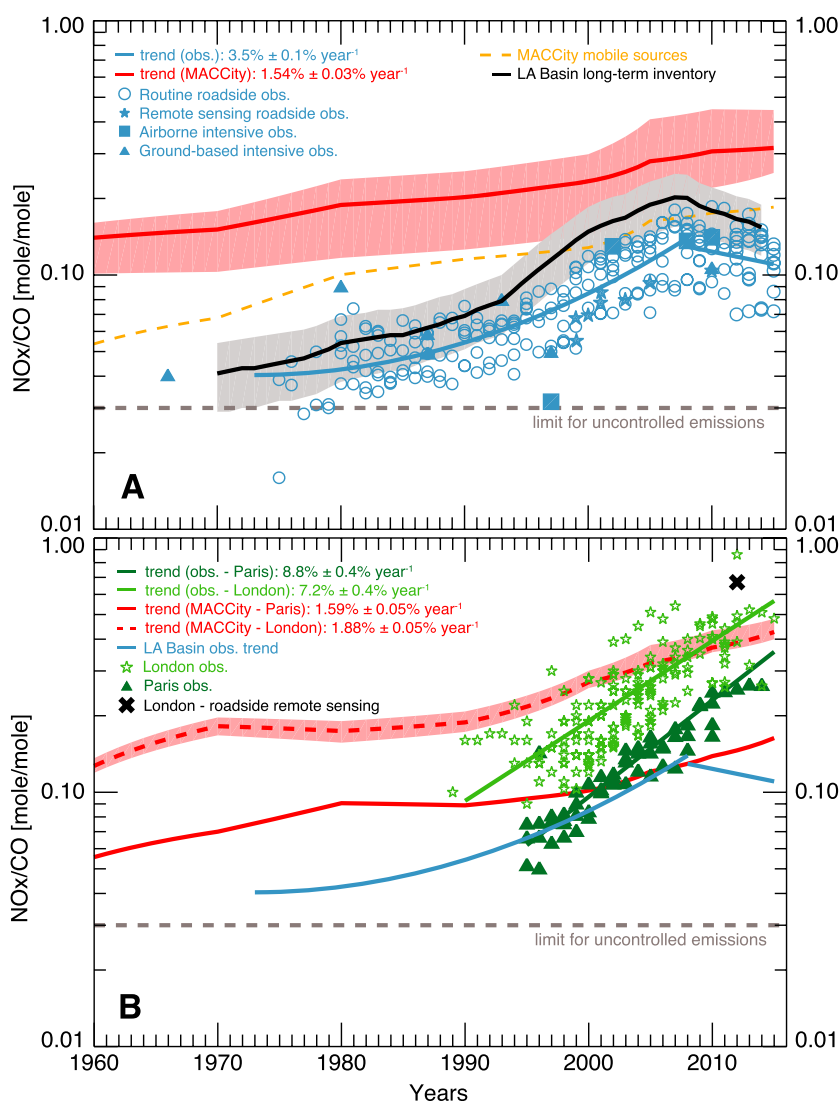 1.00
1.00
trend (obs.): 3.5% ± 0.1% year-1
MACCity mobile sources
trend (MACCity): 1.54% ± 0.03% year-1
LA Basin long-term inventory
Routine roadside obs.
Remote sensing roadside obs.
Airborne intensive obs.
Ground-based intensive obs.
NOx/CO [mole/mole]
0.10
0.10
limit for uncontrolled emissions
A
0.01
0.01
1.00
1.00
trend (obs. - Paris): 8.8% ± 0.4% year-1
trend (obs. - London): 7.2% ± 0.4% year-1
trend (MACCity - Paris): 1.59% ± 0.05% year-1
trend (MACCity - London): 1.88% ± 0.05% year-1
LA Basin obs. trend
London obs.
Paris obs.
London - roadside remote sensing
NOx/CO [mole/mole]
0.10
0.10
limit for uncontrolled emissions
B
0.01
0.01
1960 1970 1980 1990 2000 2010
Years